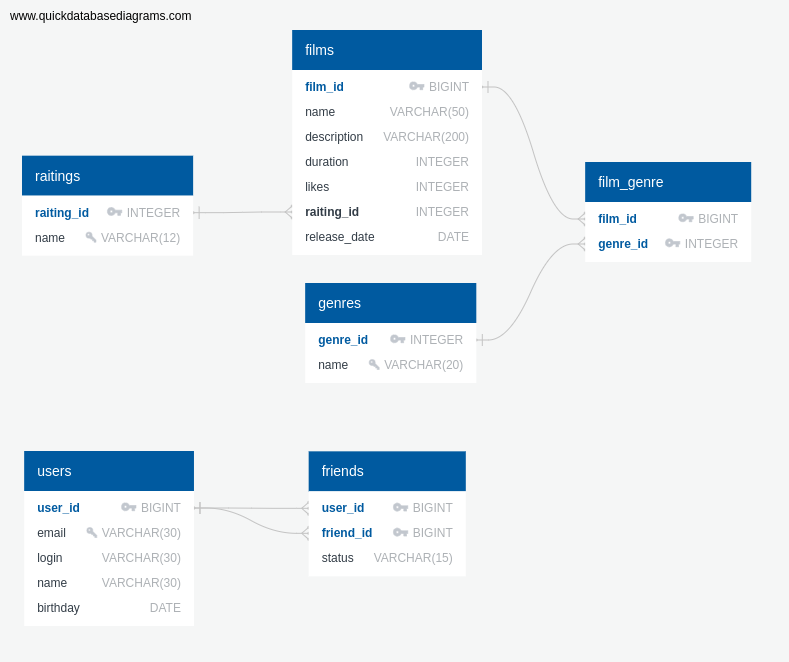 www.quickdatabasediagrams.com
films
film_id BIGINT
name VARCHAR(50)
description VARCHAR(200)
duration INTEGER
likes INTEGER
raiting_id INTEGER
release_date DATE
raitings
raiting_id INTEGER
name VARCHAR(12)
film_genre
film_id BIGINT
genre_id INTEGER
genres
genre_id INTEGER
name VARCHAR(20)
users
user_id BIGINT
email VARCHAR(30)
login VARCHAR(30)
name VARCHAR(30)
birthday DATE
friends
user_id BIGINT
friend_id BIGINT
status VARCHAR(15)